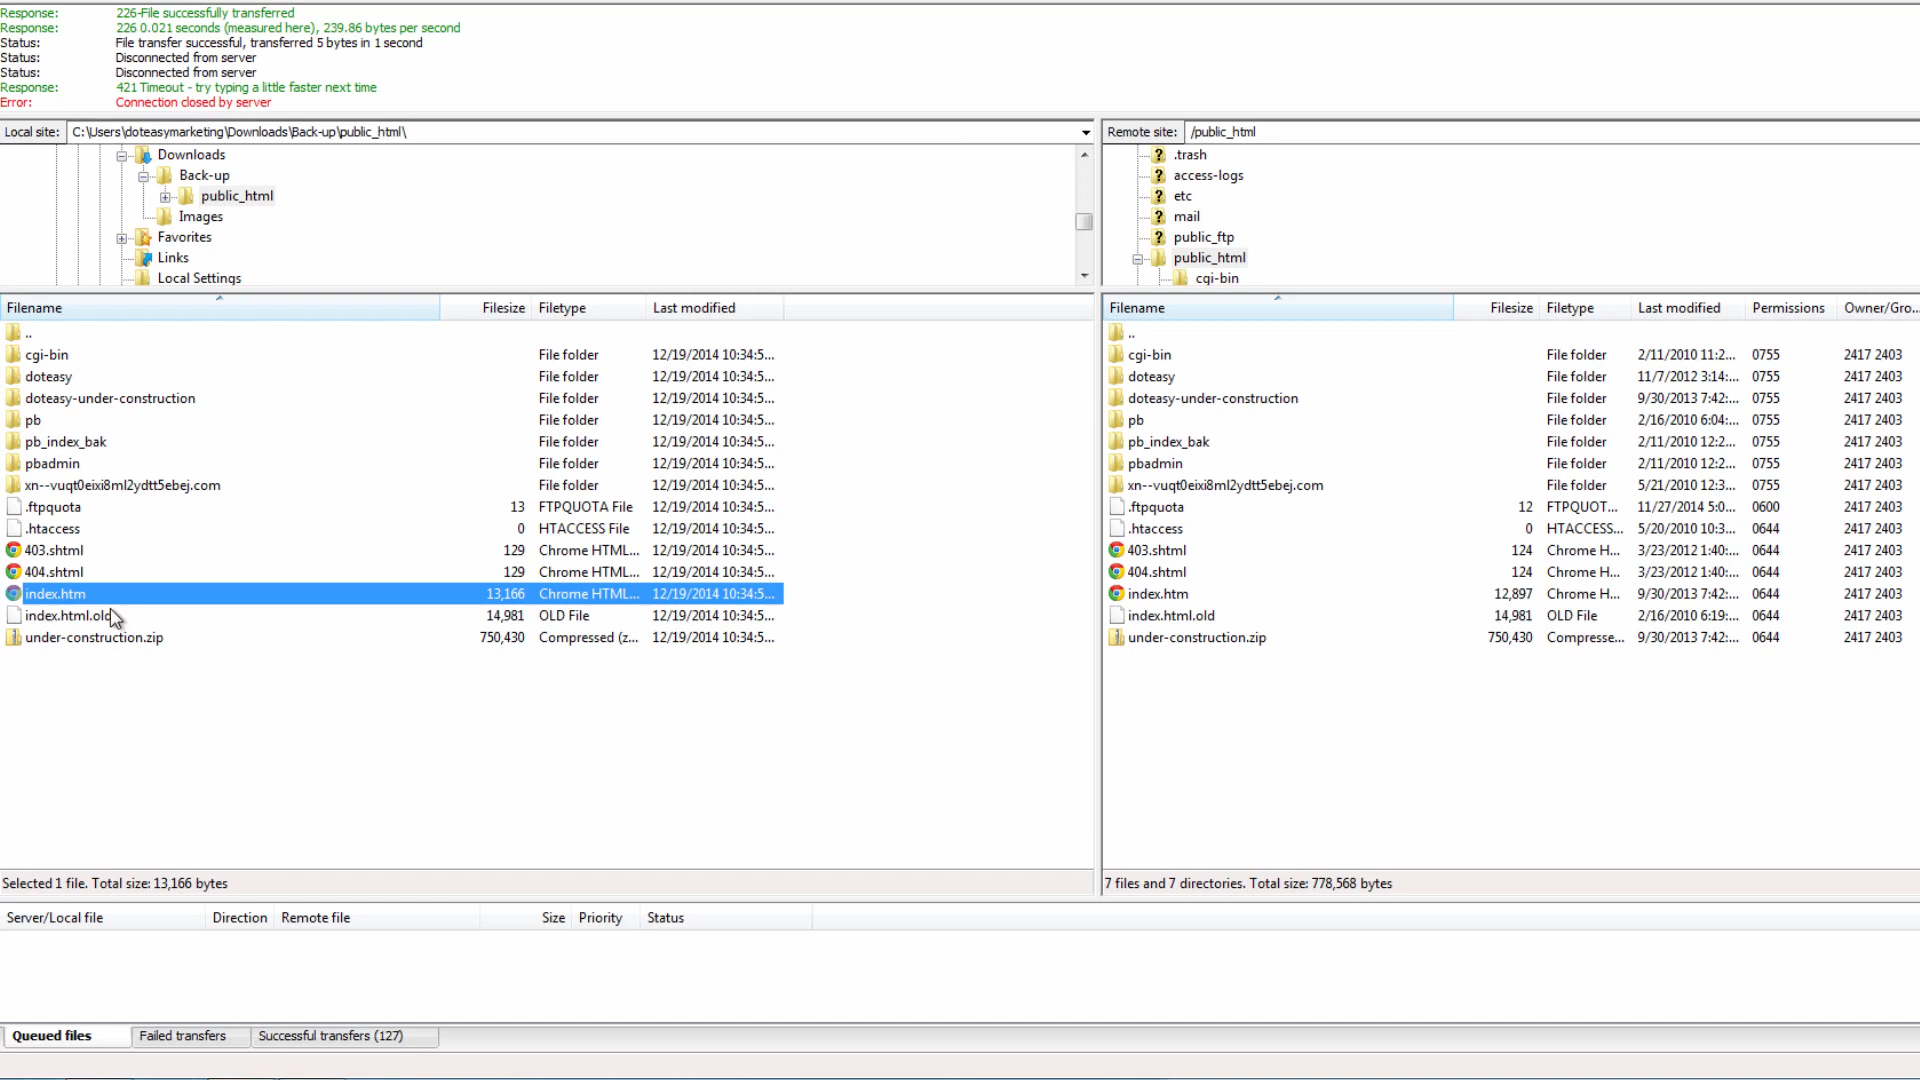 Response: 226-File successfully transferred
Response: 226 0.021 seconds (measured here), 239.86 bytes per second
Status: File transfer successful, transferred 5 bytes in 1 second
Status: Disconnected from server
Status: Disconnected from server
Response: 421 Timeout - try typing a little faster next time
Error: Connection closed by server
Local site: C:\Users\doteasymarketing\Downloads\Back-up\public_html\
Downloads
Back-up
public_html
Images
Favorites
Links
Local Settings
Remote site: /public_html
.trash
access-logs
etc
mail
public_ftp
public_html
cgi-bin
Filename Filesize Filetype Last modified
..
cgi-bin File folder 12/19/2014 10:34:5...
doteasy File folder 12/19/2014 10:34:5...
doteasy-under-construction File folder 12/19/2014 10:34:5...
pb File folder 12/19/2014 10:34:5...
pb_index_bak File folder 12/19/2014 10:34:5...
pbadmin File folder 12/19/2014 10:34:5...
xn--vuqt0eixi8ml2ydtt5ebej.com File folder 12/19/2014 10:34:5...
.ftpquota 13 FTPQUOTA File 12/19/2014 10:34:5...
.htaccess 0 HTACCESS File 12/19/2014 10:34:5...
403.shtml 129 Chrome HTML... 12/19/2014 10:34:5...
404.shtml 129 Chrome HTML... 12/19/2014 10:34:5...
index.htm 13,166 Chrome HTML... 12/19/2014 10:34:5...
index.html.old 14,981 OLD File 12/19/2014 10:34:5...
under-construction.zip 750,430 Compressed (z... 12/19/2014 10:34:5...
Selected 1 file. Total size: 13,166 bytes
Filename Filesize Filetype Last modified Permissions Owner/Gro...
..
cgi-bin File folder 2/11/2010 11:2... 0755 2417 2403
doteasy File folder 11/7/2012 3:14:... 0755 2417 2403
doteasy-under-construction File folder 9/30/2013 7:42:... 0755 2417 2403
pb File folder 2/16/2010 6:04:... 0755 2417 2403
pb_index_bak File folder 2/11/2010 12:2... 0755 2417 2403
pbadmin File folder 2/11/2010 12:2... 0755 2417 2403
xn--vuqt0eixi8ml2ydtt5ebej.com File folder 5/21/2010 12:3... 0755 2417 2403
.ftpquota 12 FTPQUOT... 11/27/2014 5:0... 0600 2417 2403
.htaccess 0 HTACCESS... 5/20/2010 10:3... 0644 2417 2403
403.shtml 124 Chrome H... 3/23/2012 1:40:... 0644 2417 2403
404.shtml 124 Chrome H... 3/23/2012 1:40:... 0644 2417 2403
index.htm 12,897 Chrome H... 9/30/2013 7:42:... 0644 2417 2403
index.html.old 14,981 OLD File 2/16/2010 6:19:... 0644 2417 2403
under-construction.zip 750,430 Compresse... 9/30/2013 7:42:... 0644 2417 2403
7 files and 7 directories. Total size: 778,568 bytes
Server/Local file Direction Remote file Size Priority Status
Queued files Failed transfers Successful transfers (127)